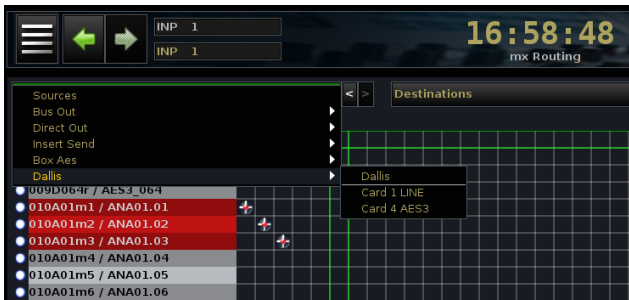 INP 1
INP 1
16:58:48
mx Routing
< >
Destinations
Sources
Bus Out
Direct Out
Insert Send
Box Aes
Dallis
Dallis
Card 1 LINE
Card 4 AES3
009D064r / AES3_064
010A01m1 / ANA01.01
010A01m2 / ANA01.02
010A01m3 / ANA01.03
010A01m4 / ANA01.04
010A01m5 / ANA01.05
010A01m6 / ANA01.06